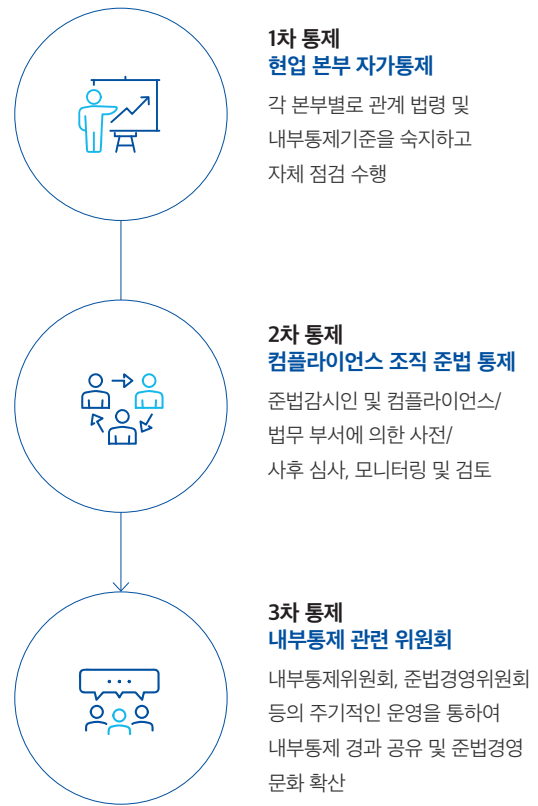 1차 통제
현업 본부 자가통제
각 본부별로 관계 법령 및
내부통제기준을 숙지하고
자체 점검 수행
2차 통제
컴플라이언스 조직 준법 통제
준법감시인 및 컴플라이언스/
법무 부서에 의한 사전/
사후 심사, 모니터링 및 검토
3차 통제
내부통제 관련 위원회
내부통제위원회, 준법경영위원회
등의 주기적인 운영을 통하여
내부통제 경과 공유 및 준법경영
문화 확산